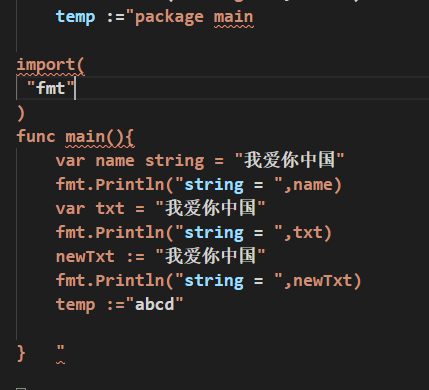 temp :="package main
import(
"fmt"
)
func main(){
var name string = "我爱你中国"
fmt.Println("string = ",name)
var txt = "我爱你中国"
fmt.Println("string = ",txt)
newTxt := "我爱你中国"
fmt.Println("string = ",newTxt)
temp :="abcd"
} "